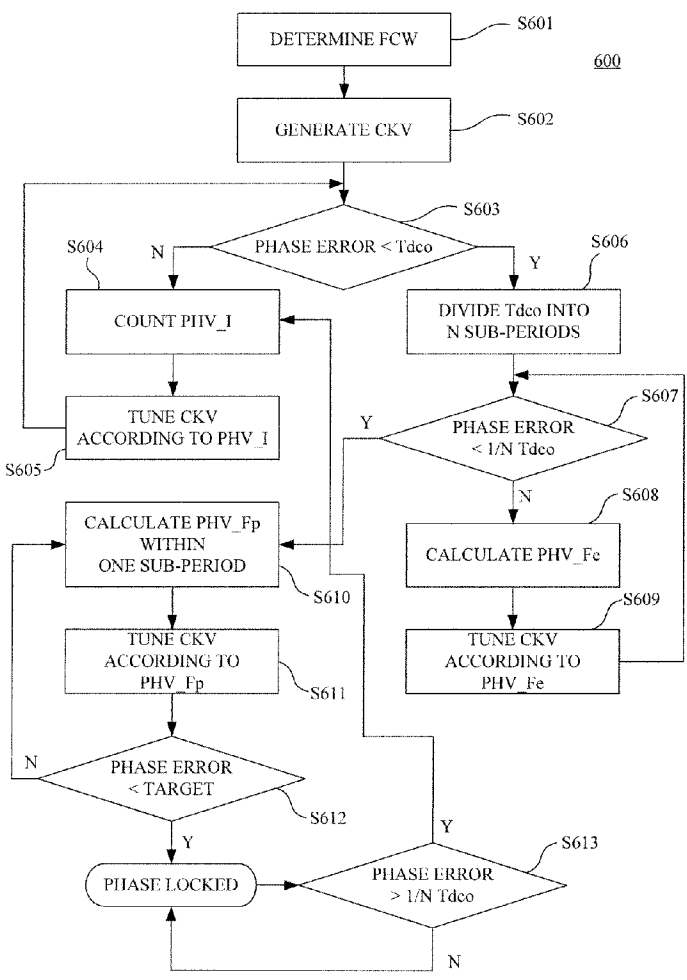 DETERMINE FCW
S601
600
GENERATE CKV
S602
S603
PHASE ERROR < Tdco
N
Y
S604
COUNT PHV_I
S606
DIVIDE Tdco INTO
N SUB-PERIODS
TUNE CKV
ACCORDING TO PHV_I
S605
S607
PHASE ERROR
< 1/N Tdco
Y
N
S608
CALCULATE PHV_Fe
S609
TUNE CKV
ACCORDING TO
PHV_Fe
CALCULATE PHV_Fp
WITHIN
ONE SUB-PERIOD
S610
TUNE CKV
ACCORDING TO
PHV_Fp
S611
N
PHASE ERROR
< TARGET
S612
Y
PHASE LOCKED
Y
S613
PHASE ERROR
> 1/N Tdco
N